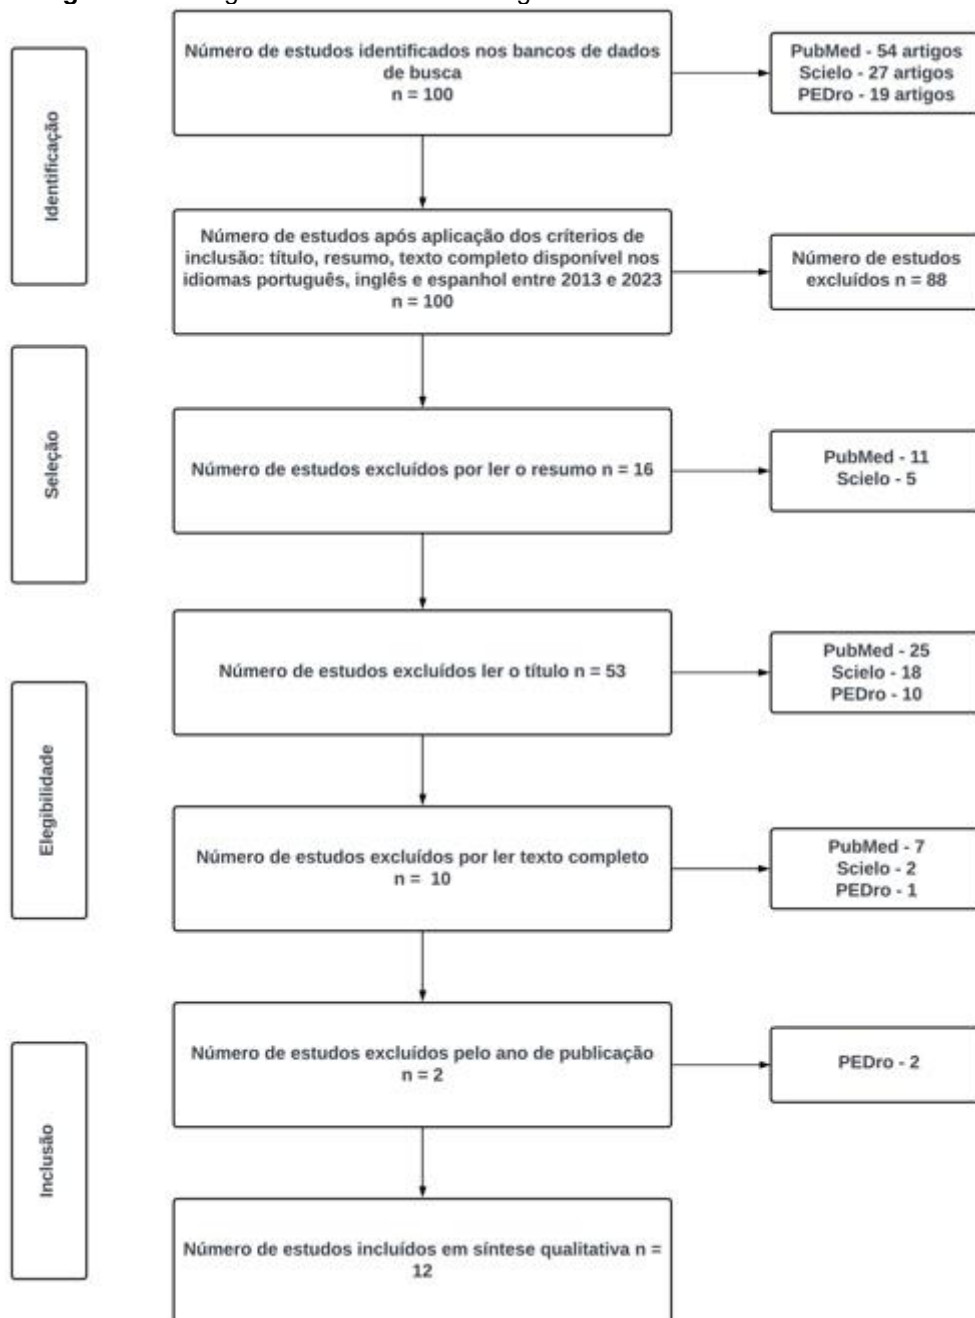 Número de estudos identificados nos bancos de dados
de busca
n = 100
PubMed - 54 artigos
Scielo - 27 artigos
PEDro - 19 artigos
Identificação
Número de estudos após aplicação dos críterios de
inclusão: título, resumo, texto completo disponível nos
idiomas português, inglês e espanhol entre 2013 e 2023
n = 100
Número de estudos
excluídos n = 88
Seleção
Número de estudos excluídos por ler o resumo n = 16
PubMed - 11
Scielo - 5
Número de estudos excluídos ler o título n = 53
PubMed - 25
Scielo - 18
PEDro - 10
Elegibilidade
Número de estudos excluídos por ler texto completo
n = 10
PubMed - 7
Scielo - 2
PEDro - 1
Número de estudos excluídos pelo ano de publicação
n = 2
PEDro - 2
Inclusão
Número de estudos incluídos em síntese qualitativa n =
12